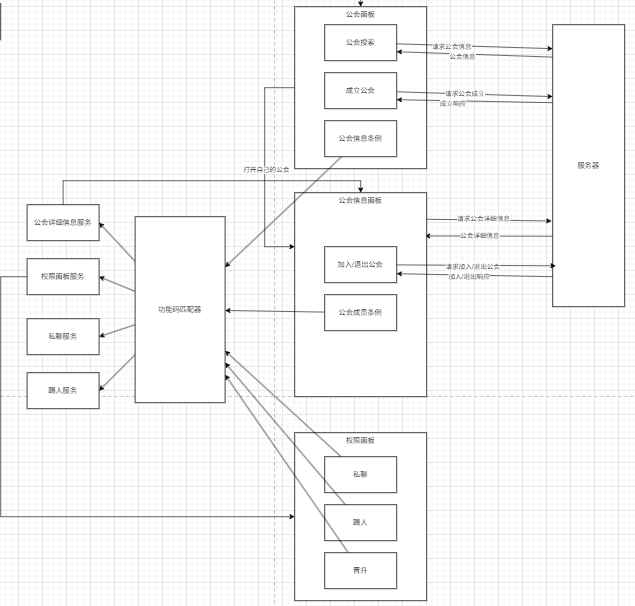 公会面板
公会搜索
请求公会信息
公会信息
成立公会
请求公会成立
成立响应
公会信息条例
服务器
打开自己的公会
公会信息面板
公会详细信息服务
请求公会详细信息
公会详细信息
加入/退出公会
请求加入/退出公会
加入/退出响应
权限面板服务
功能码匹配器
公会成员条例
私聊服务
踢人服务
权限面板
私聊
踢人
晋升